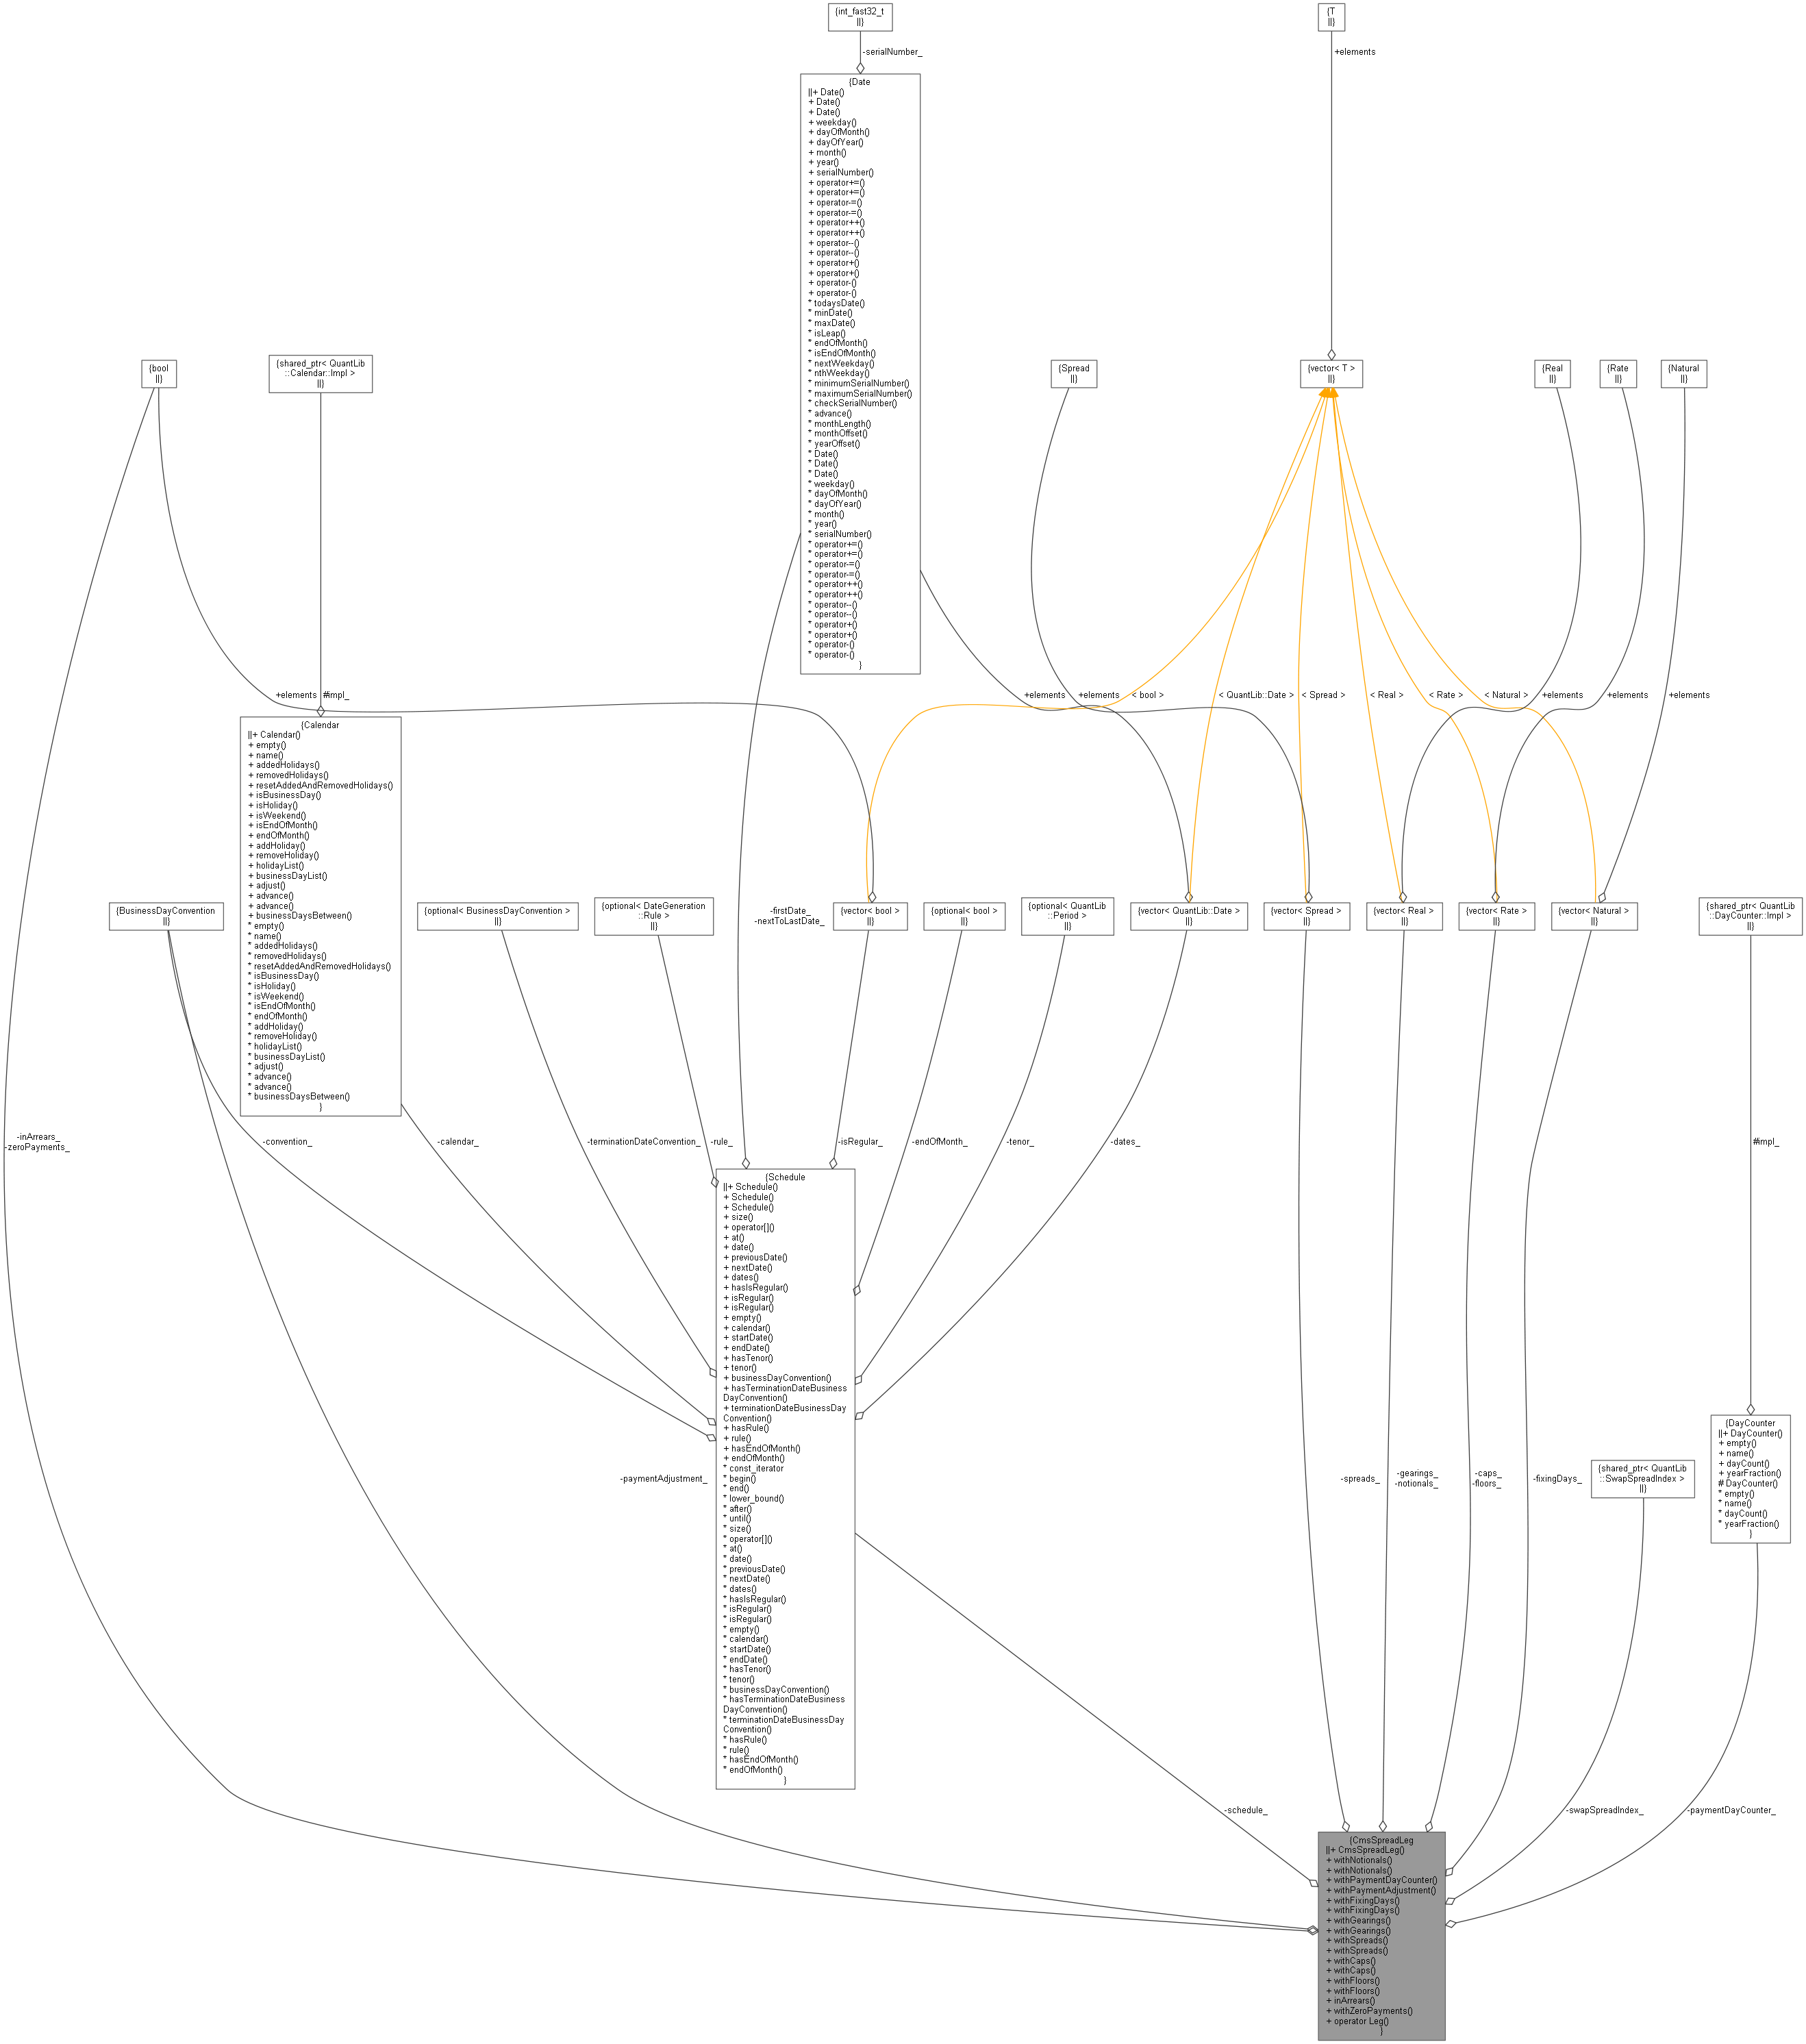 {int_fast32_t
||}
{T
||}
-serialNumber_
+elements
{Date
||+ Date()
+ Date()
+ Date()
+ weekday()
+ dayOfMonth()
+ dayOfYear()
+ month()
+ year()
+ serialNumber()
+ operator+=()
+ operator+=()
+ operator-=()
+ operator-=()
+ operator++()
+ operator++()
+ operator--()
+ operator--()
+ operator+()
+ operator+()
+ operator-()
+ operator-()
* todaysDate()
* minDate()
* maxDate()
* isLeap()
* endOfMonth()
* isEndOfMonth()
* nextWeekday()
* nthWeekday()
* minimumSerialNumber()
* maximumSerialNumber()
* checkSerialNumber()
* advance()
* monthLength()
* monthOffset()
* yearOffset()
* Date()
* Date()
* Date()
* weekday()
* dayOfMonth()
* dayOfYear()
* month()
* year()
* serialNumber()
* operator+=()
* operator+=()
* operator-=()
* operator-=()
* operator++()
* operator++()
* operator--()
* operator--()
* operator+()
* operator+()
* operator-()
* operator-()
}
{bool
||}
{shared_ptr< QuantLib
::Calendar::Impl >
||}
{Spread
||}
{vector< T >
||}
{Real
||}
{Rate
||}
{Natural
||}
+elements
#impl_
+elements
+elements
< bool >
< QuantLib::Date >
< Spread >
< Real >
< Rate >
< Natural >
+elements
+elements
+elements
{Calendar
||+ Calendar()
+ empty()
+ name()
+ addedHolidays()
+ removedHolidays()
+ resetAddedAndRemovedHolidays()
+ isBusinessDay()
+ isHoliday()
+ isWeekend()
+ isEndOfMonth()
+ endOfMonth()
+ addHoliday()
+ removeHoliday()
+ holidayList()
+ businessDayList()
+ adjust()
+ advance()
+ advance()
+ businessDaysBetween()
* empty()
* name()
* addedHolidays()
* removedHolidays()
* resetAddedAndRemovedHolidays()
* isBusinessDay()
* isHoliday()
* isWeekend()
* isEndOfMonth()
* endOfMonth()
* addHoliday()
* removeHoliday()
* holidayList()
* businessDayList()
* adjust()
* advance()
* advance()
* businessDaysBetween()
}
{BusinessDayConvention
||}
{optional< BusinessDayConvention >
||}
{optional< DateGeneration
::Rule >
||}
-firstDate_
-nextToLastDate_
{vector< bool >
||}
{optional< bool >
||}
{optional< QuantLib
::Period >
||}
{vector< QuantLib::Date >
||}
{vector< Spread >
||}
{vector< Real >
||}
{vector< Rate >
||}
{vector< Natural >
||}
{shared_ptr< QuantLib
::DayCounter::Impl >
||}
-inArrears_
-zeroPayments_
-convention_
-calendar_
-terminationDateConvention_
-rule_
-isRegular_
-endOfMonth_
-tenor_
-dates_
#impl_
{Schedule
||+ Schedule()
+ Schedule()
+ Schedule()
+ size()
+ operator[]()
+ at()
+ date()
+ previousDate()
+ nextDate()
+ dates()
+ hasIsRegular()
+ isRegular()
+ isRegular()
+ empty()
+ calendar()
+ startDate()
+ endDate()
+ hasTenor()
+ tenor()
+ businessDayConvention()
+ hasTerminationDateBusiness
DayConvention()
+ terminationDateBusinessDay
Convention()
+ hasRule()
+ rule()
+ hasEndOfMonth()
+ endOfMonth()
* const_iterator
* begin()
* end()
* lower_bound()
* after()
* until()
* size()
* operator[]()
* at()
* date()
* previousDate()
* nextDate()
* dates()
* hasIsRegular()
* isRegular()
* isRegular()
* empty()
* calendar()
* startDate()
* endDate()
* hasTenor()
* tenor()
* businessDayConvention()
* hasTerminationDateBusiness
DayConvention()
* terminationDateBusinessDay
Convention()
* hasRule()
* rule()
* hasEndOfMonth()
* endOfMonth()
}
-paymentAdjustment_
-spreads_
-gearings_
-notionals_
-caps_
-floors_
-fixingDays_
{shared_ptr< QuantLib
::SwapSpreadIndex >
||}
{DayCounter
||+ DayCounter()
+ empty()
+ name()
+ dayCount()
+ yearFraction()
# DayCounter()
* empty()
* name()
* dayCount()
* yearFraction()
}
-schedule_
-swapSpreadIndex_
-paymentDayCounter_
{CmsSpreadLeg
||+ CmsSpreadLeg()
+ withNotionals()
+ withNotionals()
+ withPaymentDayCounter()
+ withPaymentAdjustment()
+ withFixingDays()
+ withFixingDays()
+ withGearings()
+ withGearings()
+ withSpreads()
+ withSpreads()
+ withCaps()
+ withCaps()
+ withFloors()
+ withFloors()
+ inArrears()
+ withZeroPayments()
+ operator Leg()
}